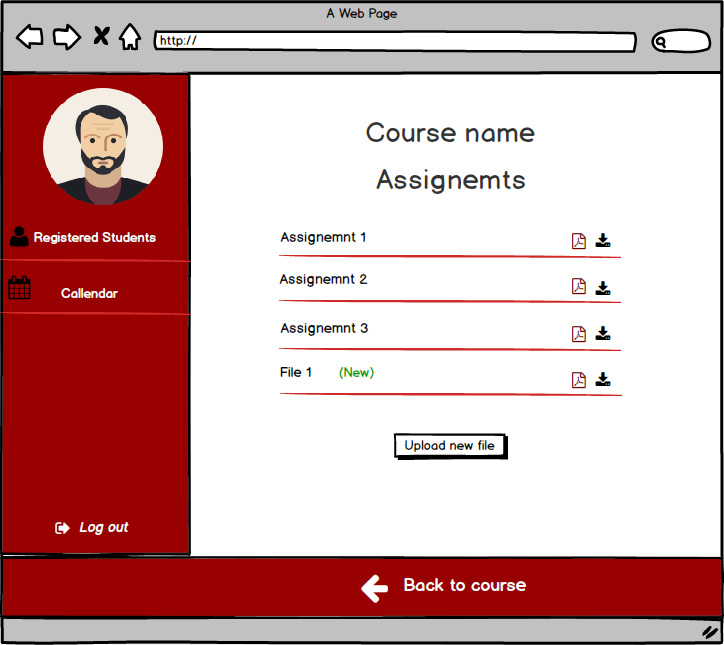 A Web Page
http://
Registered Students
Callendar
Log out
Course name
Assignemts
Assignemnt 1
Assignemnt 2
Assignemnt 3
File 1 (New)
Upload new file
Back to course